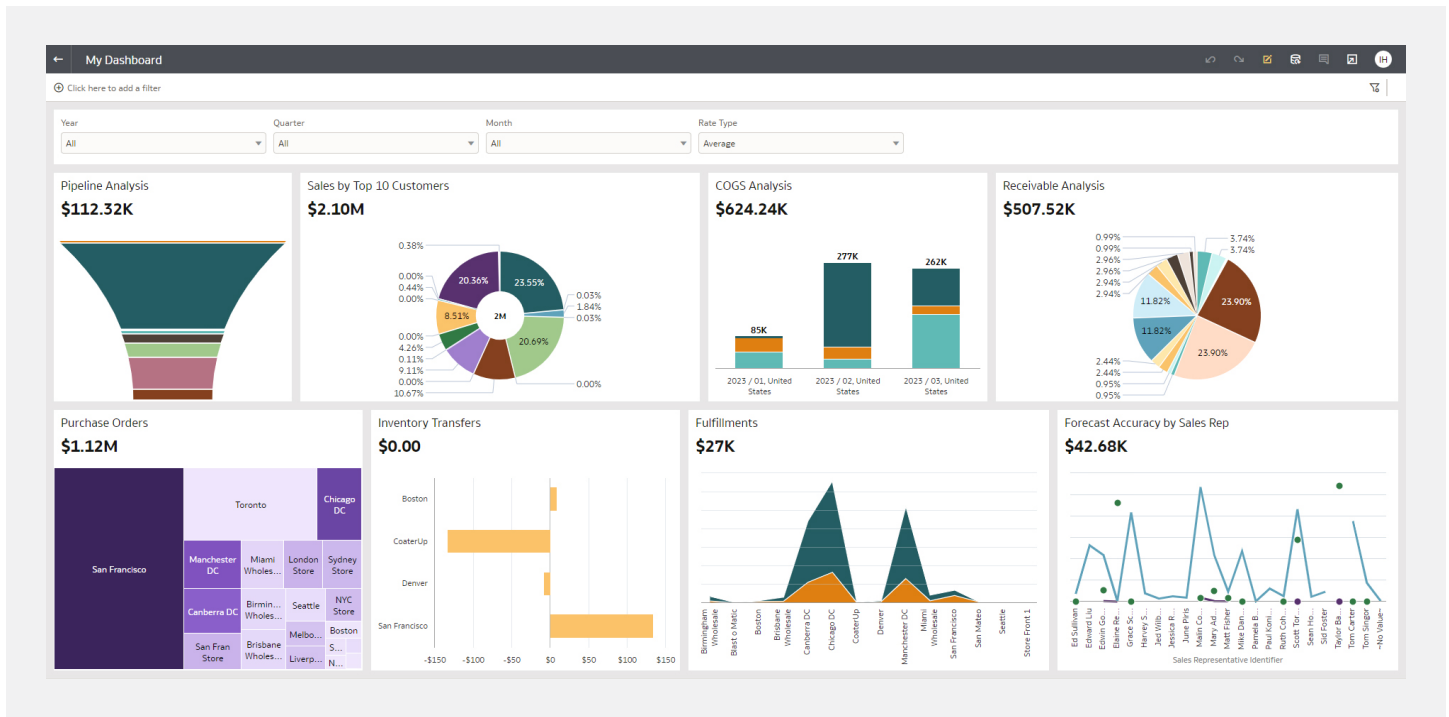 My Dashboard
IH
Click here to add a filter
Year
Quarter
Month
Rate Type
All
All
All
Average
Pipeline Analysis
$112.32K
Sales by Top 10 Customers
$2.10M
0.38%
0.00%
0.44%
0.00%
20.36%
23.55%
0.03%
1.84%
0.03%
8.51%
2M
20.69%
0.00%
4.26%
0.11%
9.11%
0.00%
10.67%
0.00%
COGS Analysis
$624.24K
85K
277K
262K
2023 / 01, United
States
2023 / 02, United
States
2023 / 03, United
States
Receivable Analysis
$507.52K
0.99%
0.99%
2.96%
2.96%
2.94%
2.94%
3.74%
3.74%
11.82%
23.90%
11.82%
23.90%
2.44%
2.44%
0.95%
0.95%
Purchase Orders
$1.12M
San Francisco
Toronto
Chicago
DC
Manchester
DC
Miami
Wholes...
London
Store
Sydney
Store
Canberra DC
Birmin...
Wholes...
Seattle
NYC
Store
San Fran
Store
Brisbane
Wholes...
Melbo...
Boston
Liverp...
S...
N...
Inventory Transfers
$0.00
Boston
CoaterUp
Denver
San Francisco
-$150
-$100
-$50
$0
$50
$100
$150
Fulfillments
$27K
Birmingham
Wholesale
Blast o Matic
Boston
Brisbane
Wholesale
Canberra DC
Chicago DC
CoaterUp
Denver
Manchester DC
Miami
Wholesale
San Francisco
San Mateo
Seattle
Store Front 1
Forecast Accuracy by Sales Rep
$42.68K
Ed Sullivan
Edward Liu
Edwin Go...
Elaine Re...
Grace Sc...
Harvey S...
Jed Wilb...
Jessica R...
June Piris
Malin Co...
Mary Ad...
Matt Fisher
Mike Dan...
Pamela B...
Paul Koni...
Ruth Coh...
Scott Tor...
Sean Ho...
Sid Foster
Taylor Ba...
Tom Carter
Tom Singor
~No Value~
Sales Representative Identifier